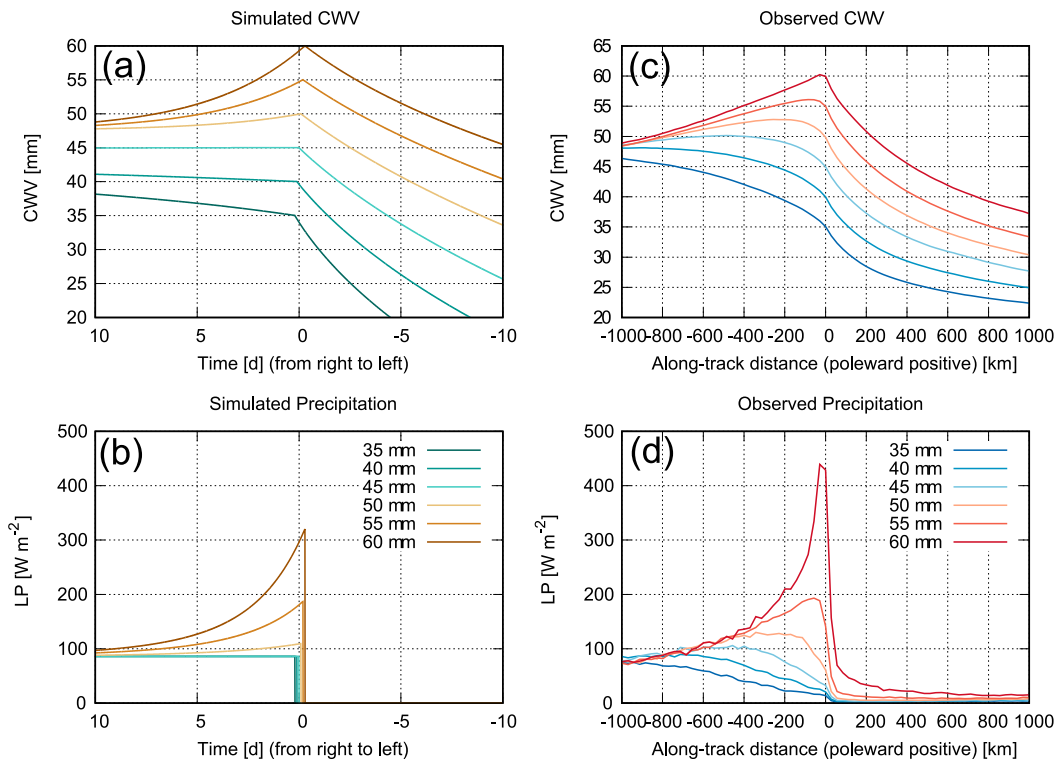 Simulated CWV
(a)
CWV [mm]
60
55
50
45
40
35
30
25
20
10 5 0 -5 -10
Time [d] (from right to left)
Observed CWV
(c)
CWV [mm]
65
60
55
50
45
40
35
30
25
20
-1000 -800 -600 -400 -200 0 200 400 600 800 1000
Along-track distance (poleward positive) [km]
Simulated Precipitation
(b)
LP [W m-2]
500
400
300
200
100
0
35 mm
40 mm
45 mm
50 mm
55 mm
60 mm
10 5 0 -5 -10
Time [d] (from right to left)
Observed Precipitation
(d)
LP [W m-2]
500
400
300
200
100
0
35 mm
40 mm
45 mm
50 mm
55 mm
60 mm
-1000 -800 -600 -400 -200 0 200 400 600 800 1000
Along-track distance (poleward positive) [km]